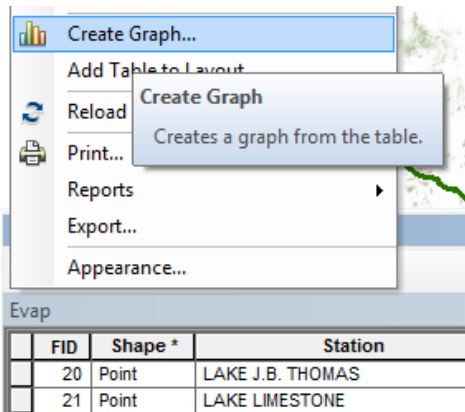 Create Graph...
Add Table to Layout
Create Graph
Reload
Creates a graph from the table.
Print...
Reports
Export...
Appearance...
Evap
FID Shape * Station
20 Point LAKE J.B. THOMAS
21 Point LAKE LIMESTONE